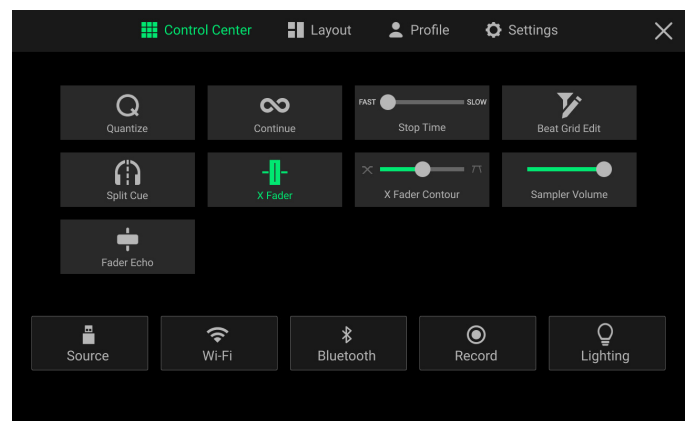 Control Center
Layout
Profile
Settings
Quantize
Continue
FAST SLOW
Stop Time
Beat Grid Edit
Split Cue
X Fader
X Fader Contour
Sampler Volume
Fader Echo
Source
Wi-Fi
Bluetooth
Record
Lighting